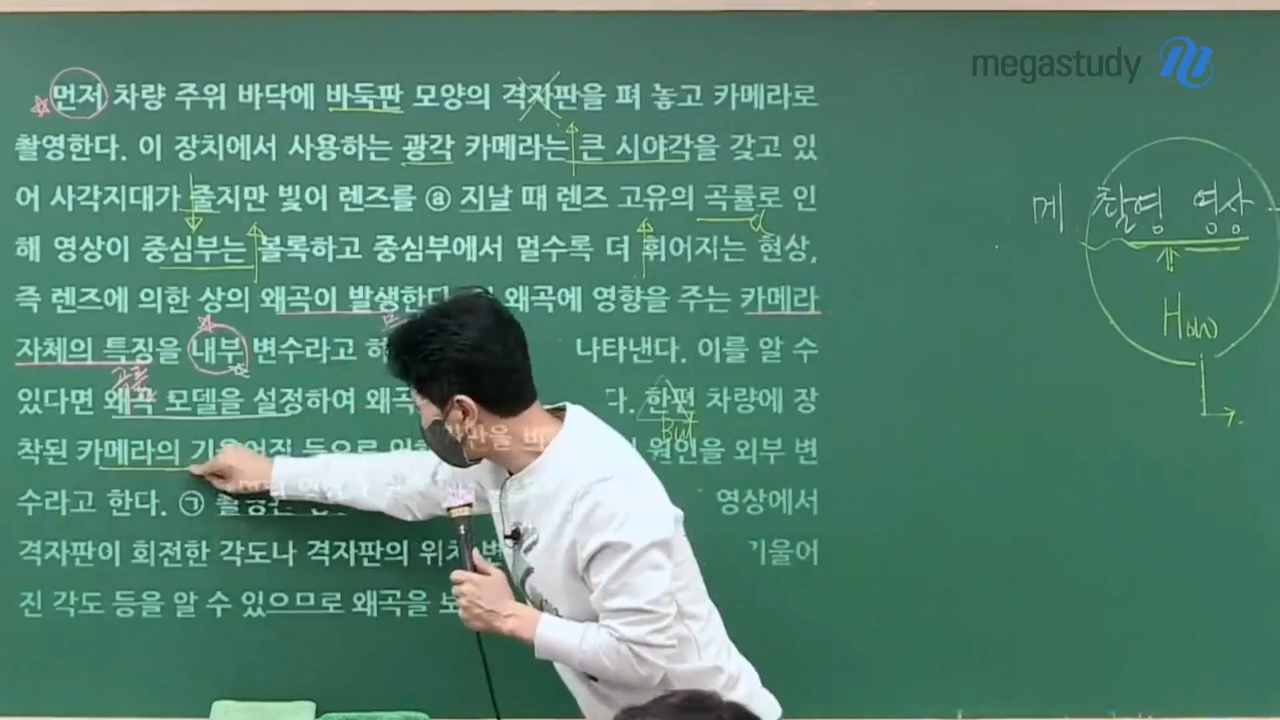 megastudy
먼저 차량 주위 바닥에 바둑판 모양의 격자판을 펴 놓고 카메라로
촬영한다. 이 장치에서 사용하는 광각 카메라는 큰 시야각을 갖고 있
어 사각지대가 줄지만 빛이 렌즈를 ⓐ 지날 때 렌즈 고유의 곡률로 인
해 영상이 중심부는 볼록하고 중심부에서 멀수록 더 휘어지는 현상,
즉 렌즈에 의한 상의 왜곡이 발생한다 왜곡에 영향을 주는 카메라
자체의 특징을 내부 변수라고 나타낸다. 이를 알 수
곡률
있다면 왜곡 모델을 설정하여 왜곡 다. 한편 차량에 장
But
착된 카메라의 기울어짐 등으로 원인을 외부 변
수라고 한다. ㉠ 촬영된 영상에서
격자판이 회전한 각도나 격자판의 위치 변 기울어
진 각도 등을 알 수 있으므로 왜곡을 보
촬영 영상
How